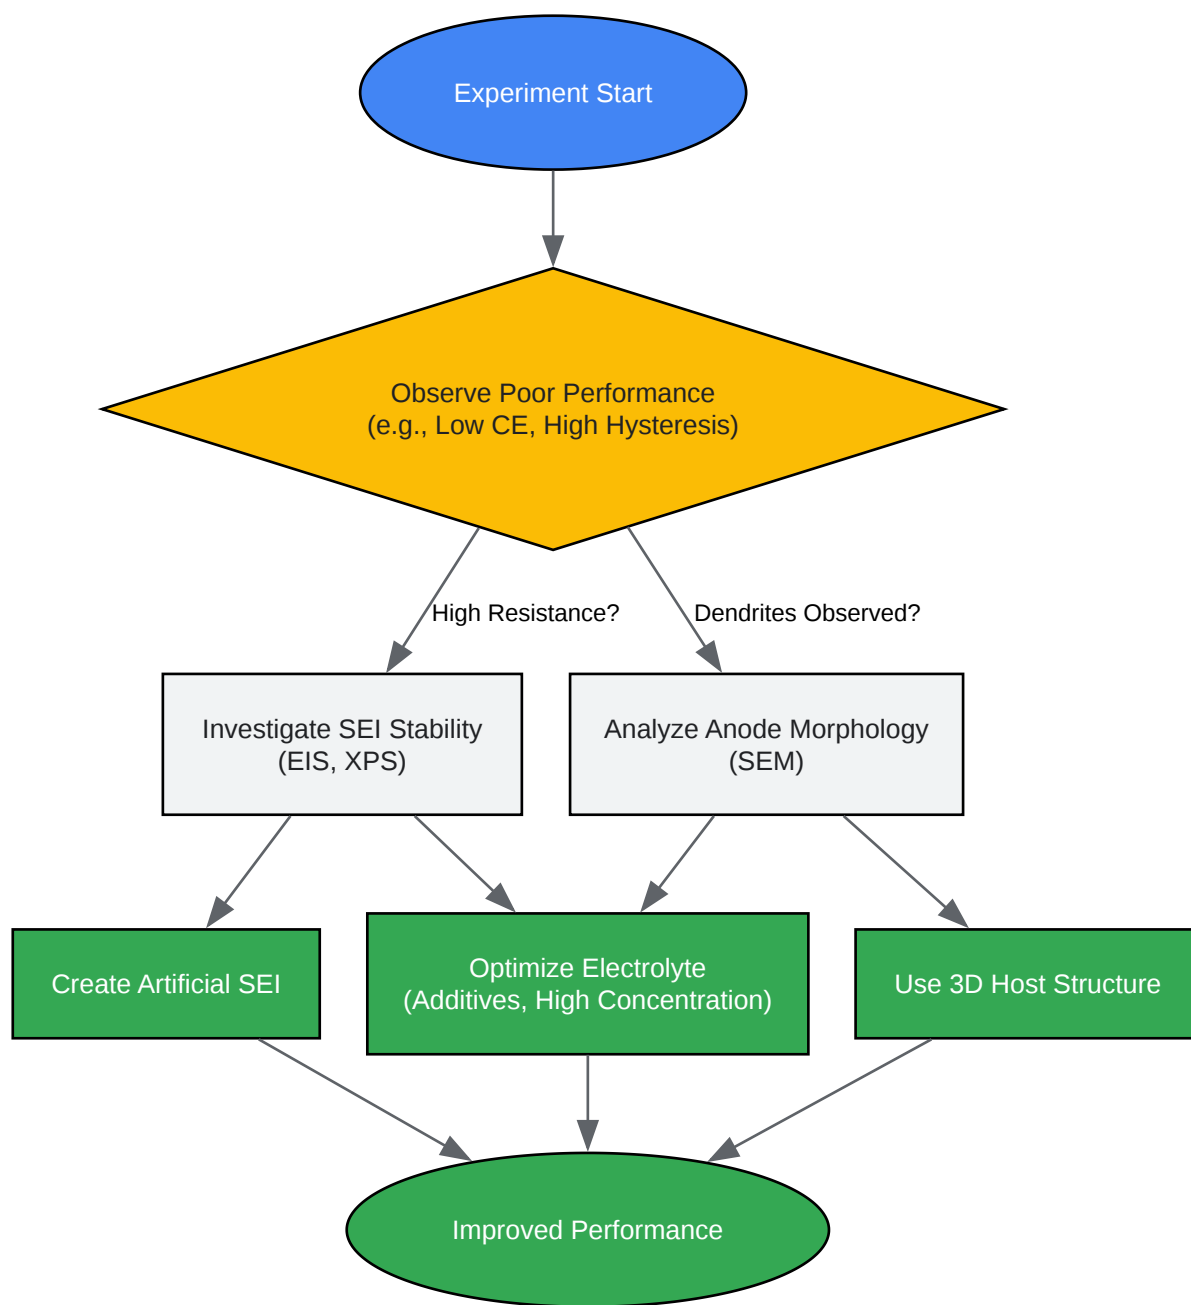 Experiment Start
Observe Poor Performance
(e.g., Low CE, High Hysteresis)
High Resistance?
Dendrites Observed?
Investigate SEI Stability
(EIS, XPS)
Analyze Anode Morphology
(SEM)
Create Artificial SEI
Optimize Electrolyte
(Additives, High Concentration)
Use 3D Host Structure
Improved Performance